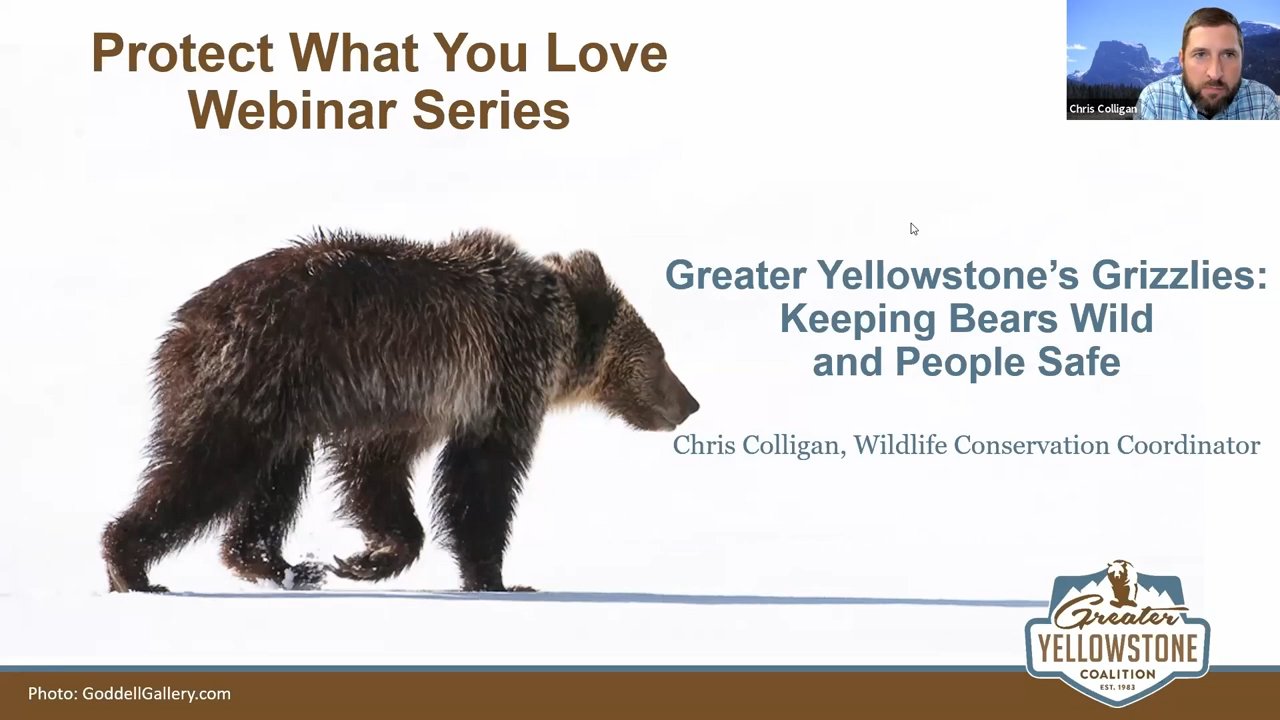 Protect What You Love
Webinar Series
Chris Colligan
Greater Yellowstone’s Grizzlies:
Keeping Bears Wild
and People Safe
Chris Colligan, Wildlife Conservation Coordinator
Greater
YELLOWSTONE
COALITION
EST. 1983
Photo: GoddellGallery.com